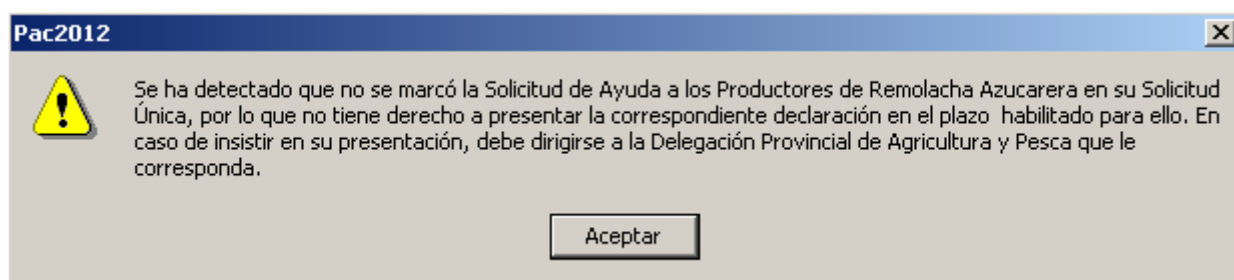 Pac2012
Se ha detectado que no se marcó la Solicitud de Ayuda a los Productores de Remolacha Azucarera en su Solicitud
Única, por lo que no tiene derecho a presentar la correspondiente declaración en el plazo habilitado para ello. En
caso de insistir en su presentación, debe dirigirse a la Delegación Provincial de Agricultura y Pesca que le
corresponda.
Aceptar